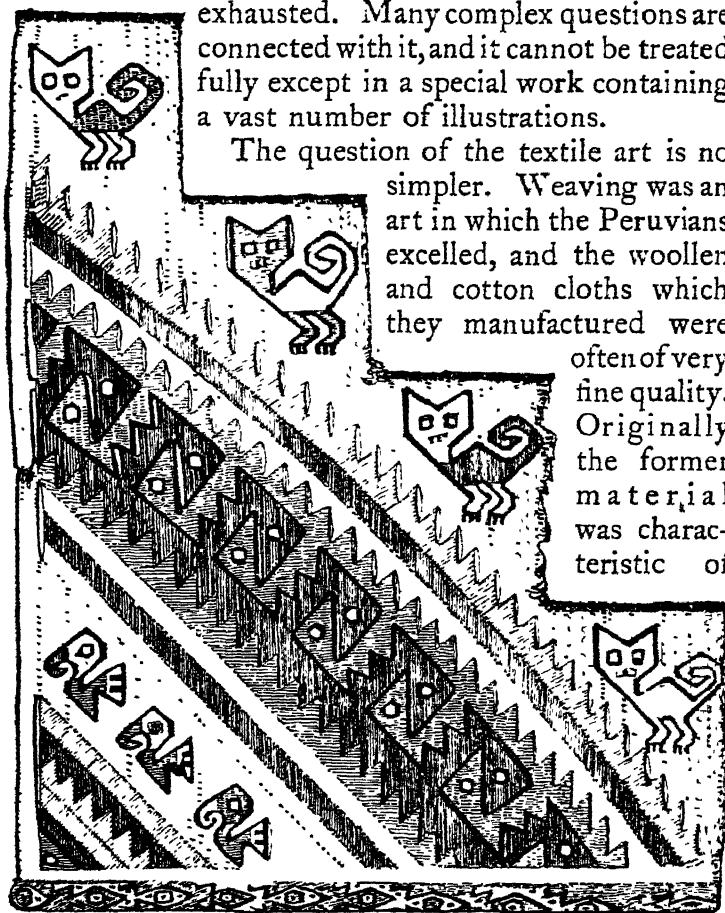 exhausted. Many complex questions are
connected with it, and it cannot be treated
fully except in a special work containing
a vast number of illustrations.
The question of the textile art is no
simpler. Weaving was an
art in which the Peruvians
excelled, and the woollen
and cotton cloths which
they manufactured were
often of very
fine quality.
Originally
the former
material
was charac-
teristic of